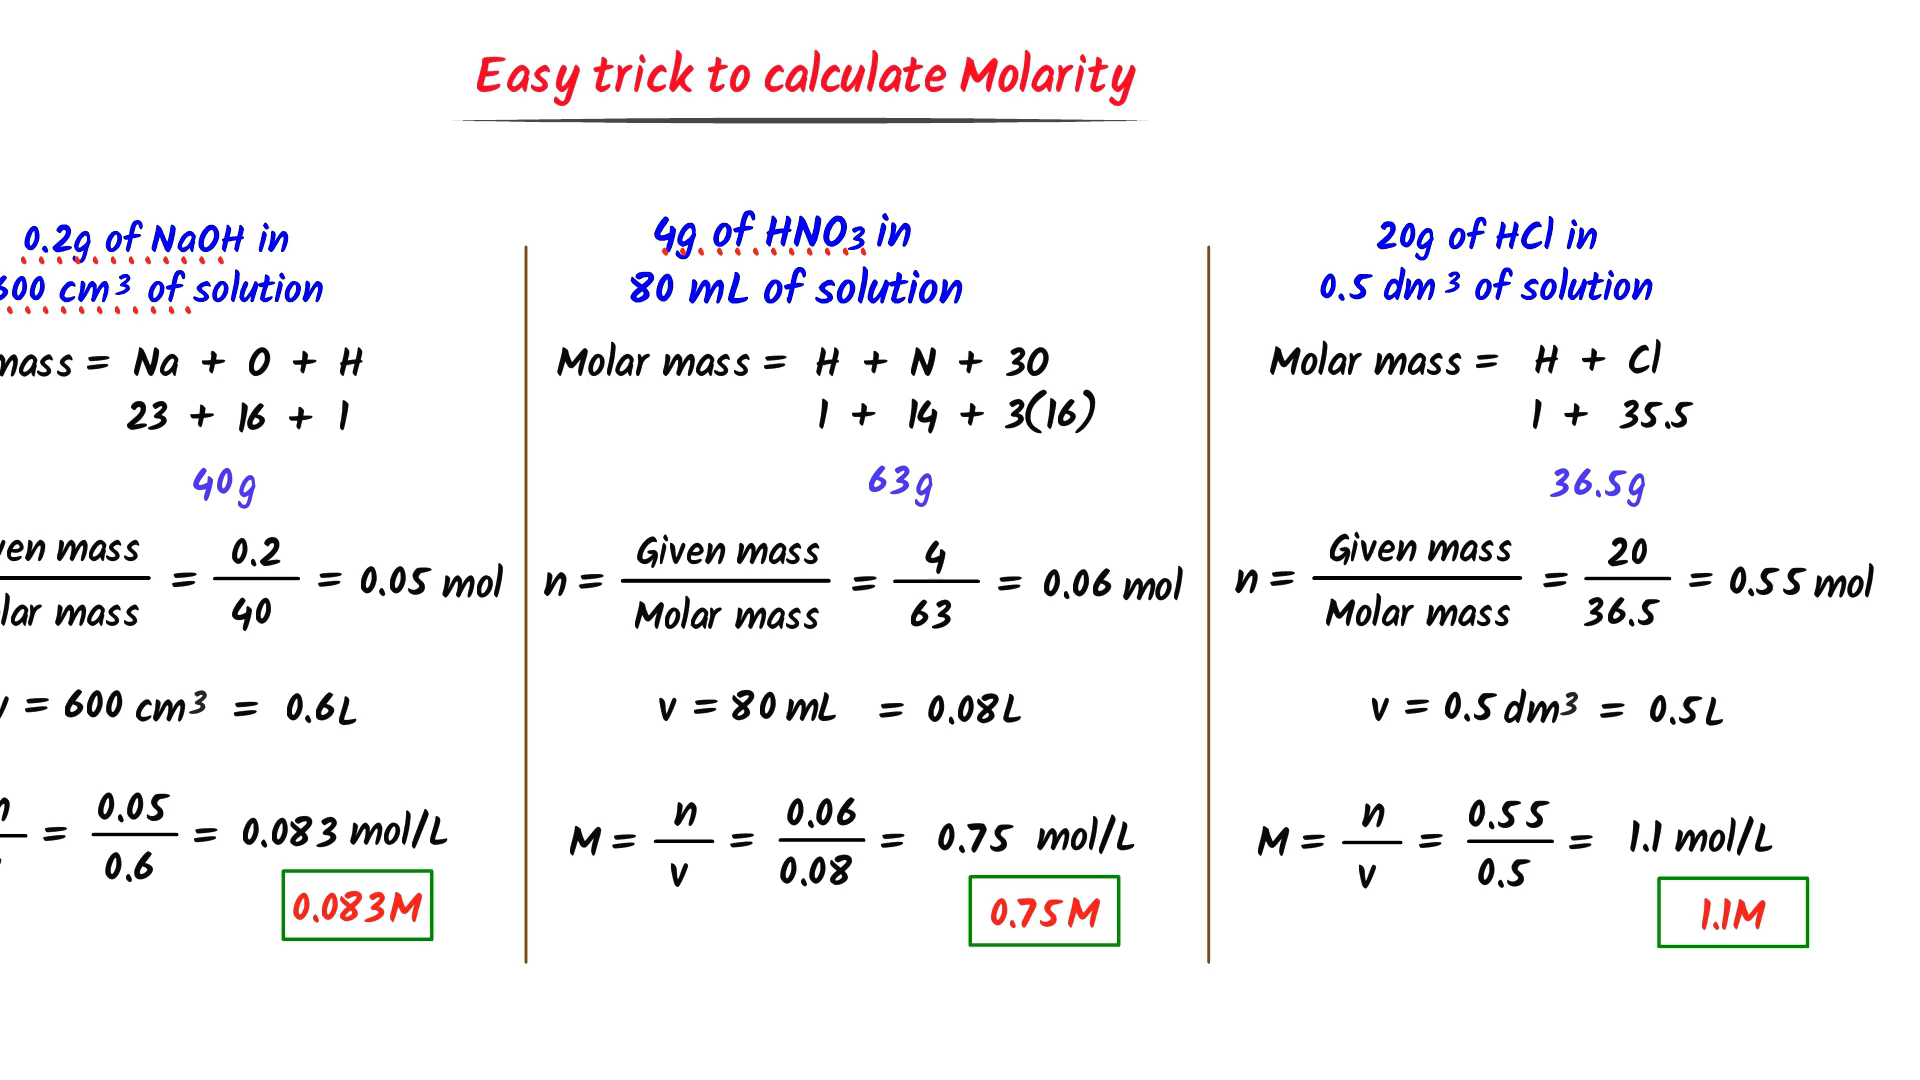 Easy trick to calculate Molarity
0.2g of NaOH in
600 cm³ of solution
mass = Na + O + H
23 + 16 + 1
40g
ven mass / lar mass = 0.2 / 40 = 0.05 mol
v = 600 cm³ = 0.6L
n / = 0.05 / 0.6 = 0.083 mol/L
0.083M
4g of HNO₃ in
80 mL of solution
Molar mass = H + N + 3O
1 + 14 + 3(16)
63g
n = Given mass / Molar mass = 4 / 63 = 0.06 mol
v = 80 mL = 0.08L
M = n / v = 0.06 / 0.08 = 0.75 mol/L
0.75M
20g of HCl in
0.5 dm³ of solution
Molar mass = H + Cl
1 + 35.5
36.5g
n = Given mass / Molar mass = 20 / 36.5 = 0.55 mol
v = 0.5 dm³ = 0.5L
M = n / v = 0.55 / 0.5 = 1.1 mol/L
1.1M